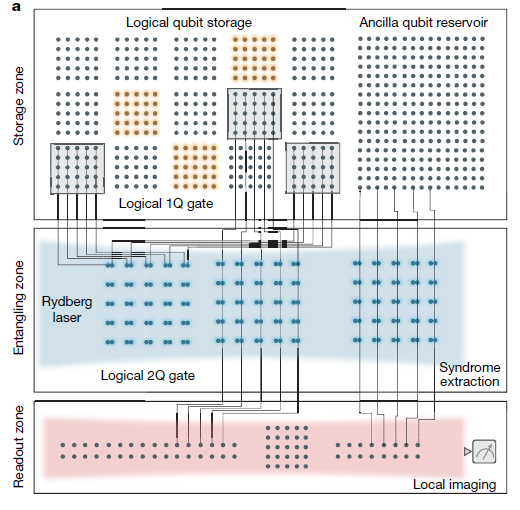 a
Logical qubit storage
Ancilla qubit reservoir
Storage zone
Logical 1Q gate
Entangling zone
Rydberg
laser
Logical 2Q gate
Syndrome
extraction
Readout zone
Local imaging